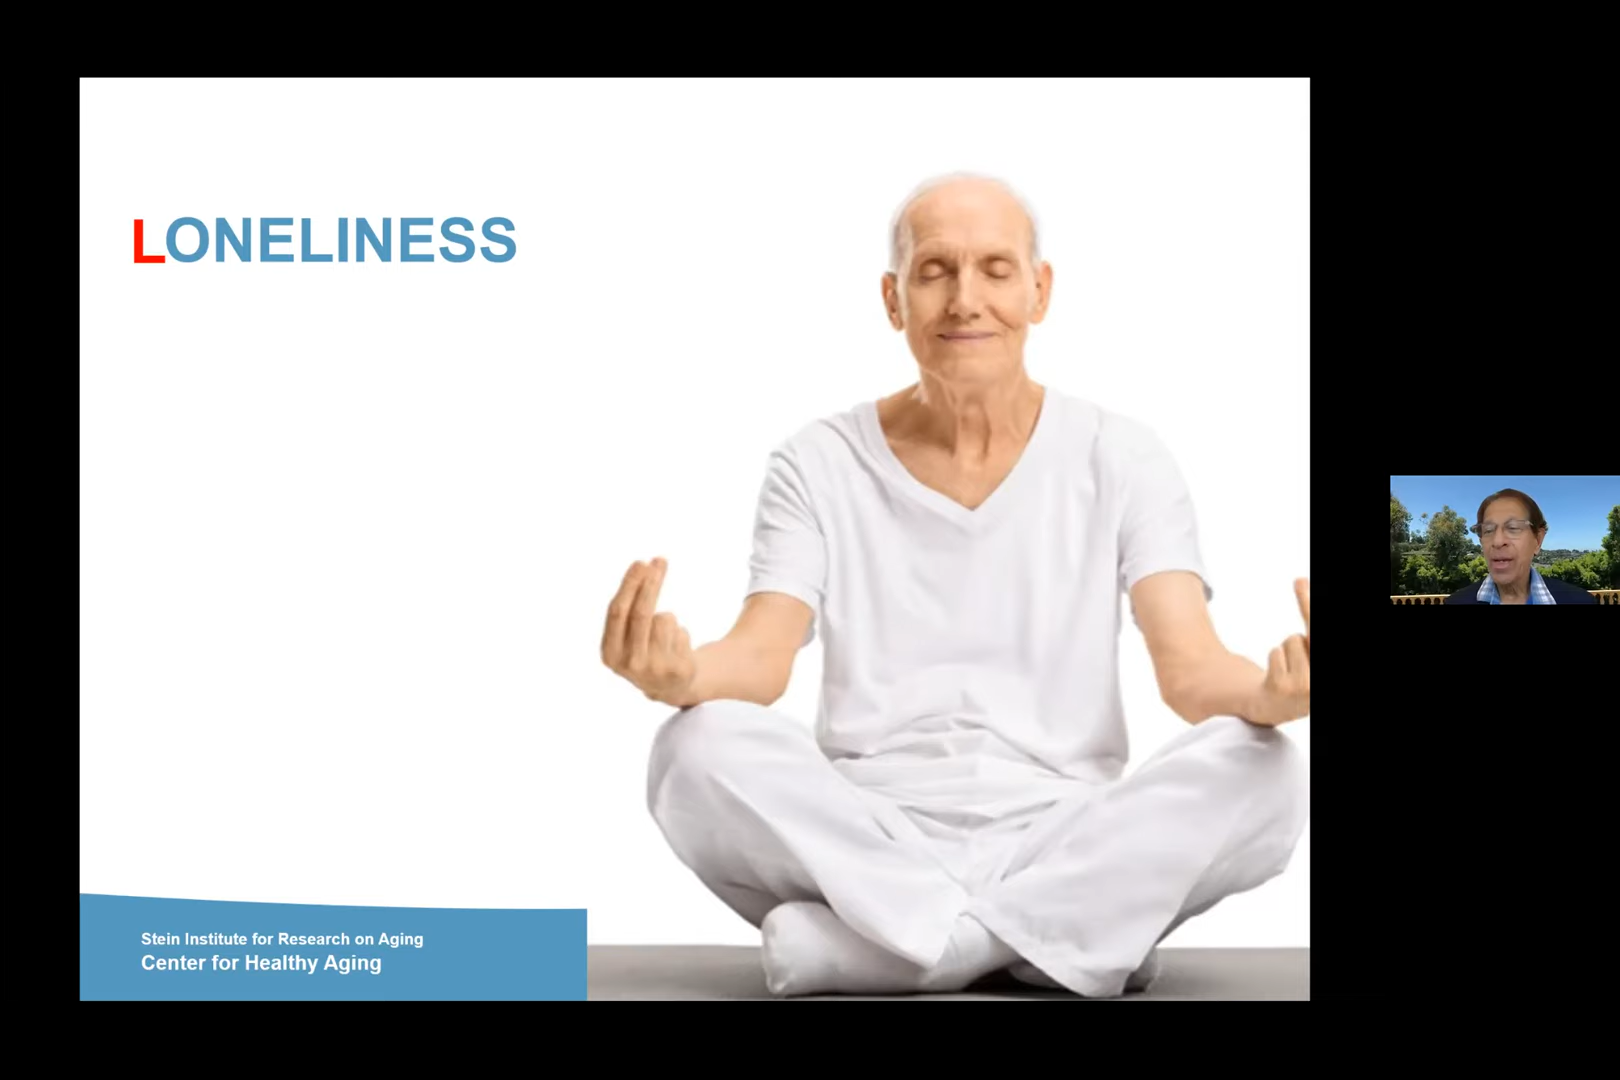 LONELINESS
Stein Institute for Research on Aging
Center for Healthy Aging